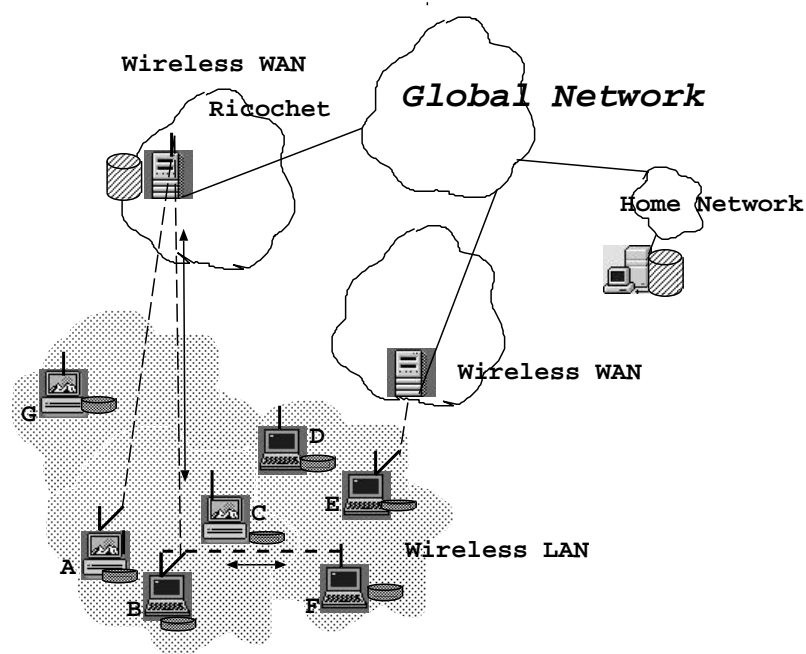 Wireless WAN
Ricochet
Global Network
Home Network
Wireless WAN
G
D
E
C
Wireless LAN
A
B
F